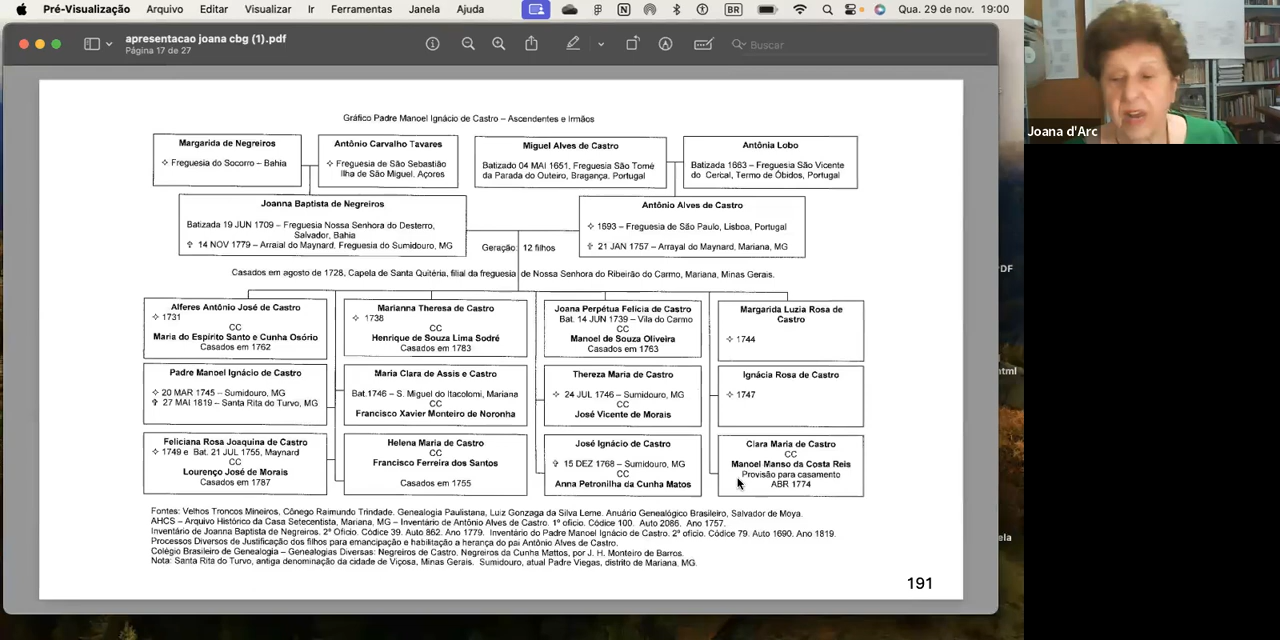 Pré-Visualização Arquivo Editar Visualizar Ir Ferramentas Janela Ajuda BR Qua. 29 de nov. 19:00
apresentacao joana cbg (1).pdf
Página 17 de 27
Buscar
Joana d'Arc
Gráfico Padre Manoel Ignácio de Castro – Ascendentes e Irmãos
Margarida de Negreiros
✧ Freguesia do Socorro – Bahia
Antônio Carvalho Tavares
✧ Freguesia de São Sebastião
Ilha de São Miguel. Açores
Miguel Alves de Castro
Batizado 04 MAI 1651, Freguesia São Tomé
da Parada do Outeiro, Bragança. Portugal
Antônia Lobo
Batizada 1663 – Freguesia São Vicente
do Cercal, Termo de Óbidos, Portugal
Joanna Baptista de Negreiros
Batizada 19 JUN 1709 – Freguesia Nossa Senhora do Desterro,
Salvador, Bahia
✞ 14 NOV 1779 – Arraial do Maynard, Freguesia do Sumidouro, MG
Antônio Alves de Castro
✧ 1693 – Freguesia de São Paulo, Lisboa, Portugal
✞ 21 JAN 1757 – Arrayal do Maynard, Mariana, MG
Geração: 12 filhos
Casados em agosto de 1728, Capela de Santa Quitéria, filial da freguesia de Nossa Senhora do Ribeirão do Carmo, Mariana, Minas Gerais.
Alferes Antônio José de Castro
✧ 1731
CC
Maria do Espírito Santo e Cunha Osório
Casados em 1762
Marianna Theresa de Castro
✧ 1738
CC
Henrique de Souza Lima Sodré
Casados em 1783
Joana Perpétua Felícia de Castro
Bat. 14 JUN 1739 – Vila do Carmo
CC
Manoel de Souza Oliveira
Casados em 1763
Margarida Luzia Rosa de
Castro
✧ 1744
Padre Manoel Ignácio de Castro
✧ 20 MAR 1745 – Sumidouro, MG
✞ 27 MAI 1819 – Santa Rita do Turvo, MG
Maria Clara de Assis e Castro
Bat.1746 – S. Miguel do Itacolomi, Mariana
CC
Francisco Xavier Monteiro de Noronha
Thereza Maria de Castro
✧ 24 JUL 1746 – Sumidouro, MG
CC
José Vicente de Morais
Ignácia Rosa de Castro
✧ 1747
Feliciana Rosa Joaquina de Castro
✧ 1749 e Bat. 21 JUL 1755, Maynard
CC
Lourenço José de Morais
Casados em 1787
Helena Maria de Castro
CC
Francisco Ferreira dos Santos
Casados em 1755
José Ignácio de Castro
✞ 15 DEZ 1768 – Sumidouro, MG
CC
Anna Petronilha da Cunha Matos
Clara Maria de Castro
CC
Manoel Manso da Costa Reis
Provisão para casamento
ABR 1774
Fontes: Velhos Troncos Mineiros, Cônego Raimundo Trindade. Genealogia Paulistana, Luiz Gonzaga da Silva Leme. Anuário Genealógico Brasileiro, Salvador de Moya.
AHCS – Arquivo Histórico da Casa Setecentista, Mariana, MG – Inventário de Antônio Alves de Castro. 1º ofício. Códice 100. Auto 2086. Ano 1757.
Inventário de Joanna Baptista de Negreiros. 2º Ofício. Códice 39. Auto 862. Ano 1779. Inventário do Padre Manoel Ignácio de Castro. 2º ofício. Códice 79. Auto 1690. Ano 1819.
Processos Diversos de Justificação dos filhos para emancipação e habilitação a herança do pai Antônio Alves de Castro.
Colégio Brasileiro de Genealogia – Genealogias Diversas: Negreiros de Castro. Negreiros da Cunha Mattos, por J. H. Monteiro de Barros.
Nota: Santa Rita do Turvo, antiga denominação da cidade de Viçosa, Minas Gerais. Sumidouro, atual Padre Viegas, distrito de Mariana. MG.
191